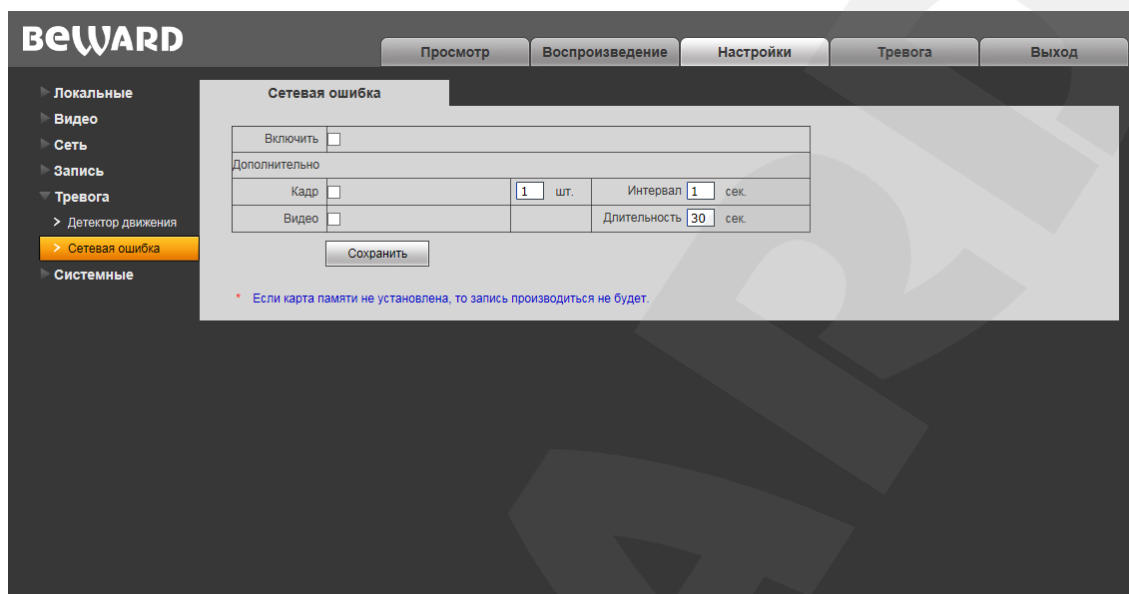 BEWARD
Просмотр Воспроизведение Настройки Тревога Выход
Локальные
Видео
Сеть
Запись
Тревога
> Детектор движения
> Сетевая ошибка
Системные
Сетевая ошибка
Включить
Дополнительно
Кадр 1 шт. Интервал 1 сек.
Видео Длительность 30 сек.
Сохранить
* Если карта памяти не установлена, то запись производиться не будет.